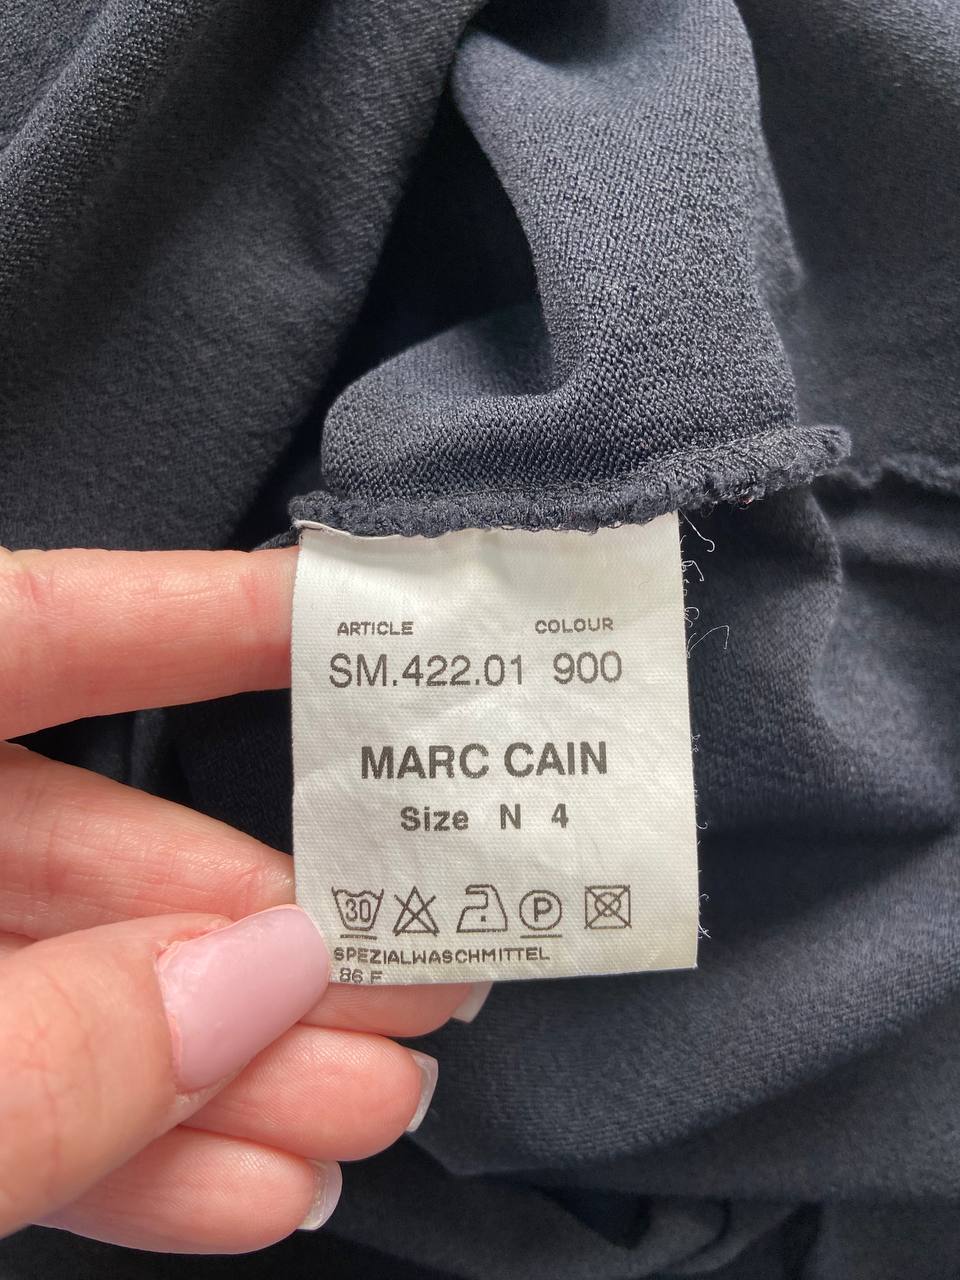 ARTICLE COLOUR
SM.422.01 900
MARC CAIN
Size N 4
30 P
SPEZIALWASCHMITTEL
86 F